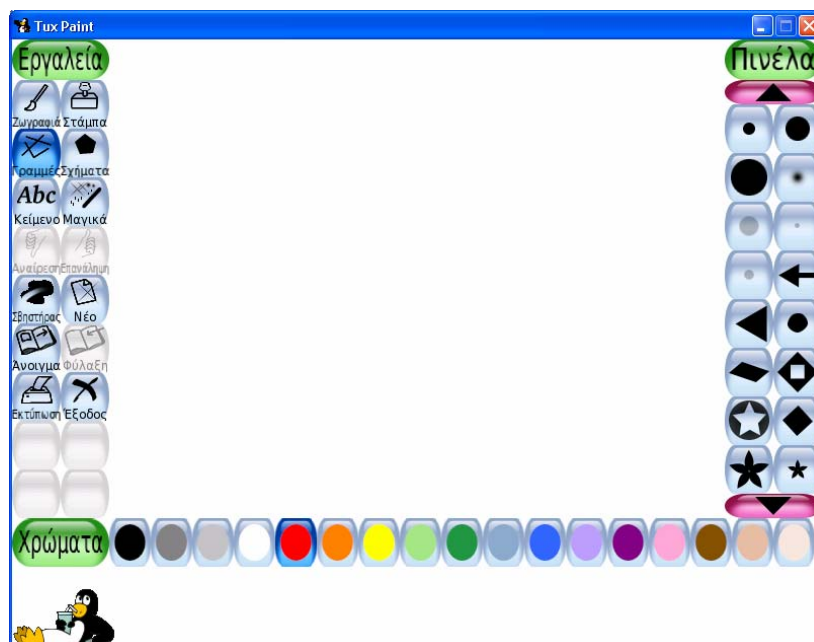 Tux Paint
Εργαλεία
Πινέλα
Ζωγραφιά Στάμπα
Γραμμές Σχήματα
Abc
Κείμενο Μαγικά
Αναίρεση Επανάληψη
Σβηστήρας Νέο
Άνοιγμα Φύλαξη
Εκτύπωση Έξοδος
Χρώματα